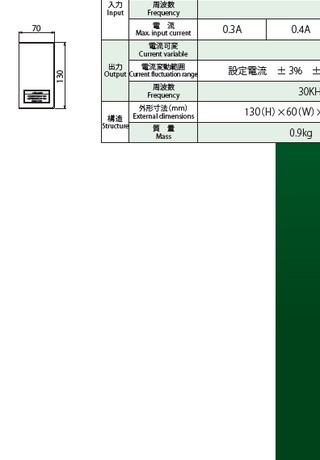 70
130
入力
Input
周波数
Frequency
電 流
Max. input current
0.3A
0.4A
出力
Output
電流可変
Current variable
電流変動範囲
Current fluctuation range
設定電流 ± 3% ±
周波数
Frequency
30KH
構造
Structure
外形寸法(mm)
External dimensions
130(H)×60(W)×
質 量
Mass
0.9kg